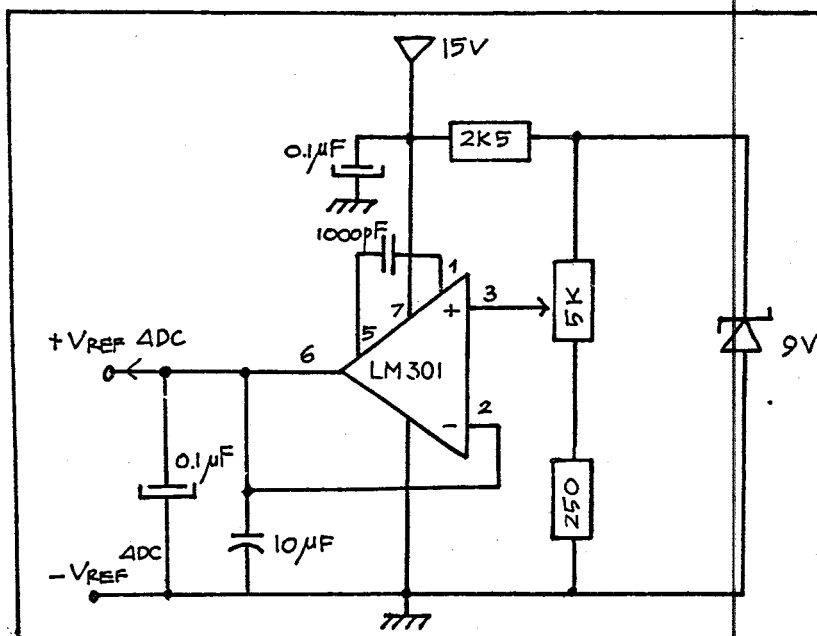 15V
0.1µF
2K5
1000pF
1
7
+
3
5K
5
+VREF ADC
6
LM301
9V
2
-
0.1µF
250
10µF
-VREF ADC